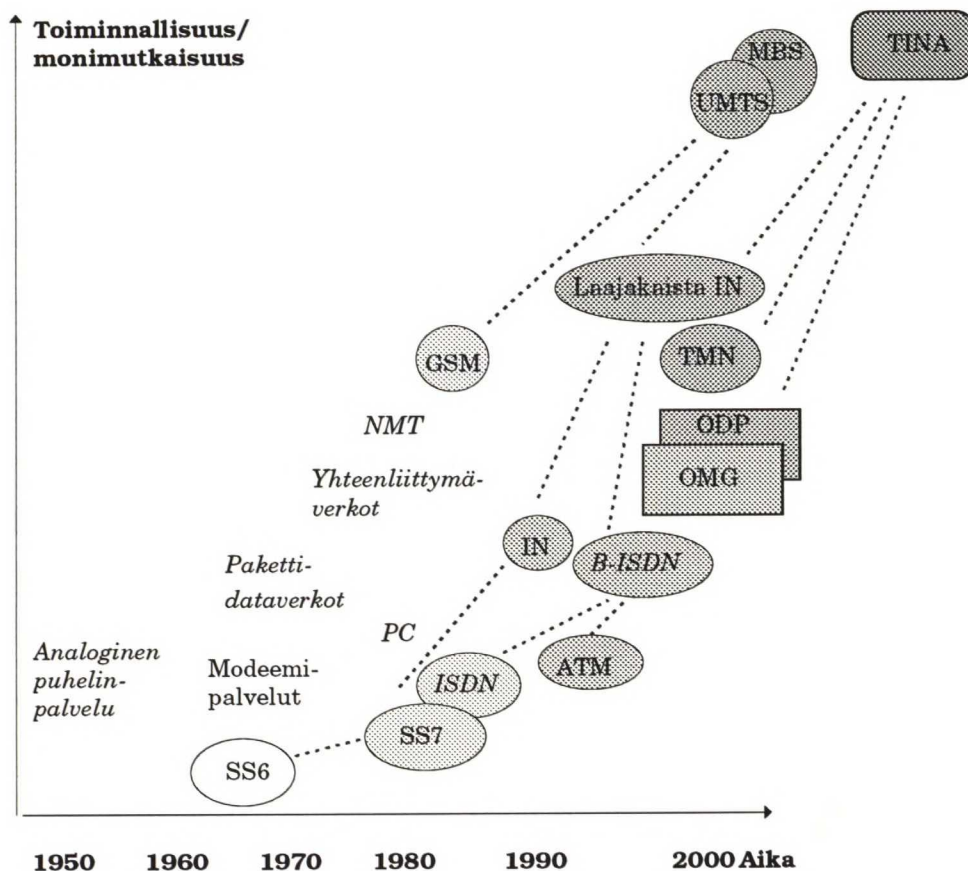 Toiminnallisuus/
monimutkaisuus
MBS
TINA
UMTS
Laajakaista IN
GSM
TMN
NMT
ODP
OMG
Yhteenliittymä-
verkot
IN
B-ISDN
Paketti-
dataverkot
PC
Analoginen
puhelin-
palvelu
Modeemi-
palvelut
ISDN
ATM
SS7
SS6
1950 1960 1970 1980 1990 2000 Aika